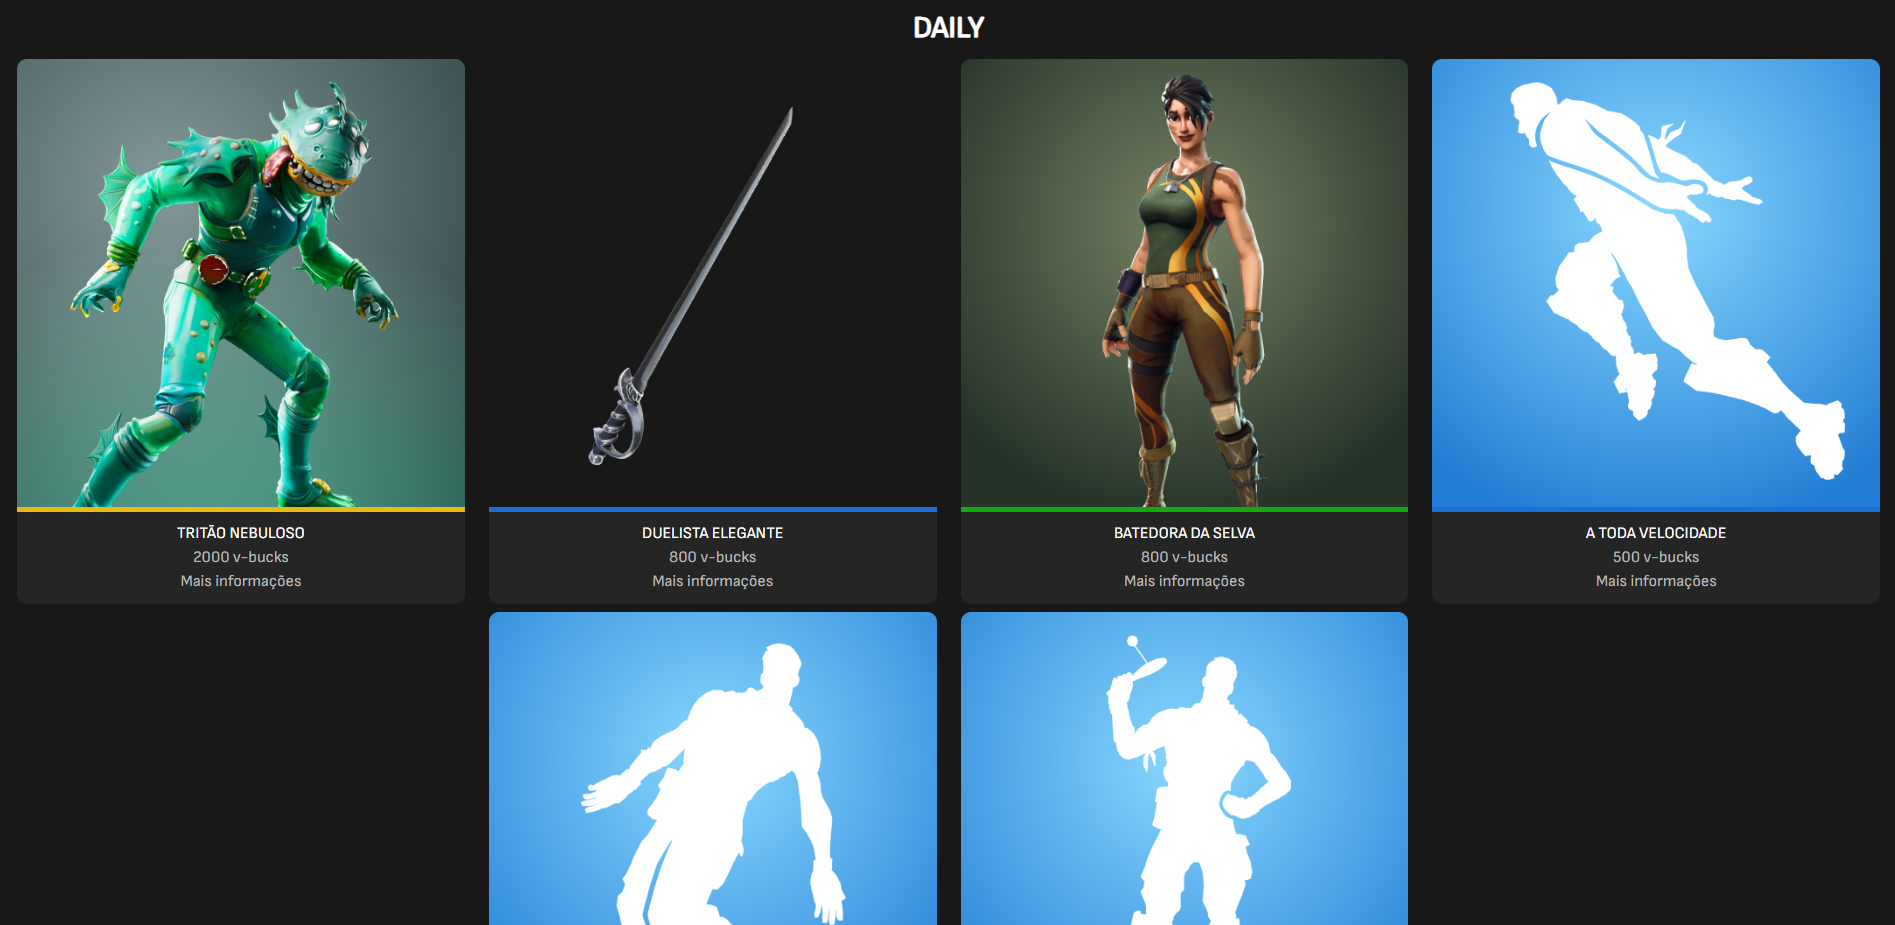 DAILY
TRITÃO NEBULOSO
2000 v-bucks
Mais informações
DUELISTA ELEGANTE
800 v-bucks
Mais informações
BATEDORA DA SELVA
800 v-bucks
Mais informações
A TODA VELOCIDADE
500 v-bucks
Mais informações